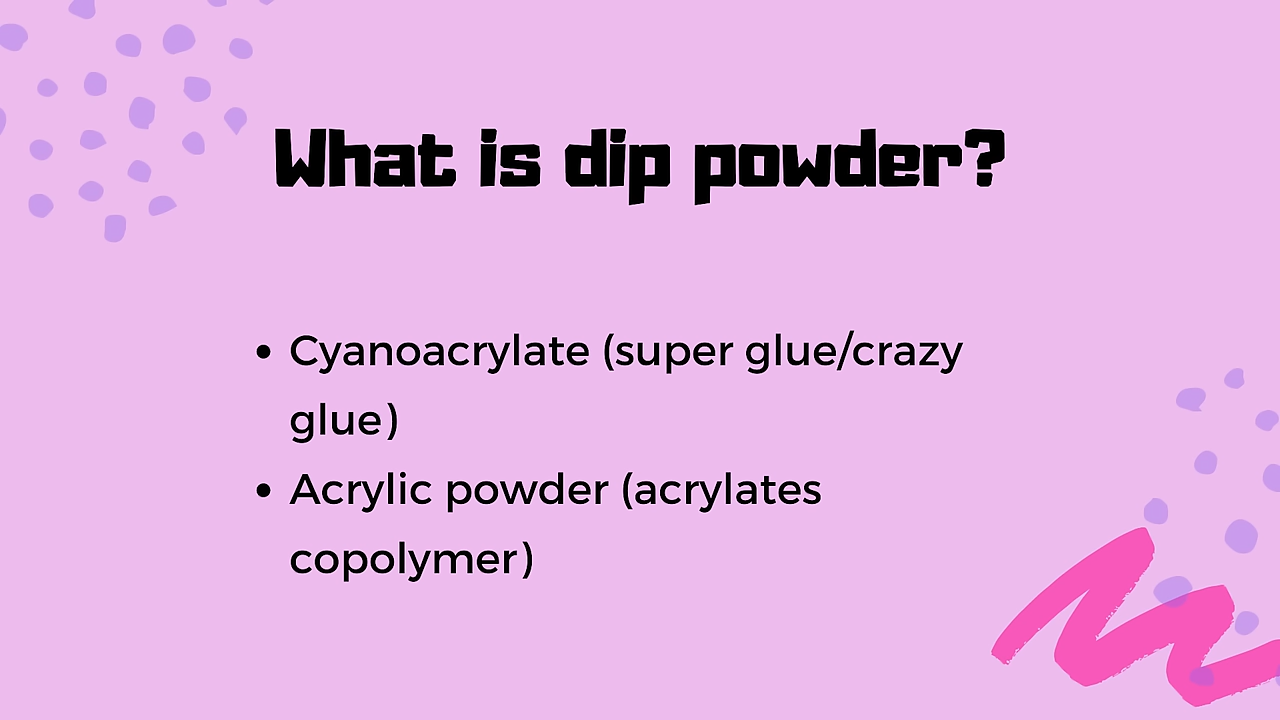 What is dip powder?
• Cyanoacrylate (super glue/crazy
glue)
• Acrylic powder (acrylates
copolymer)